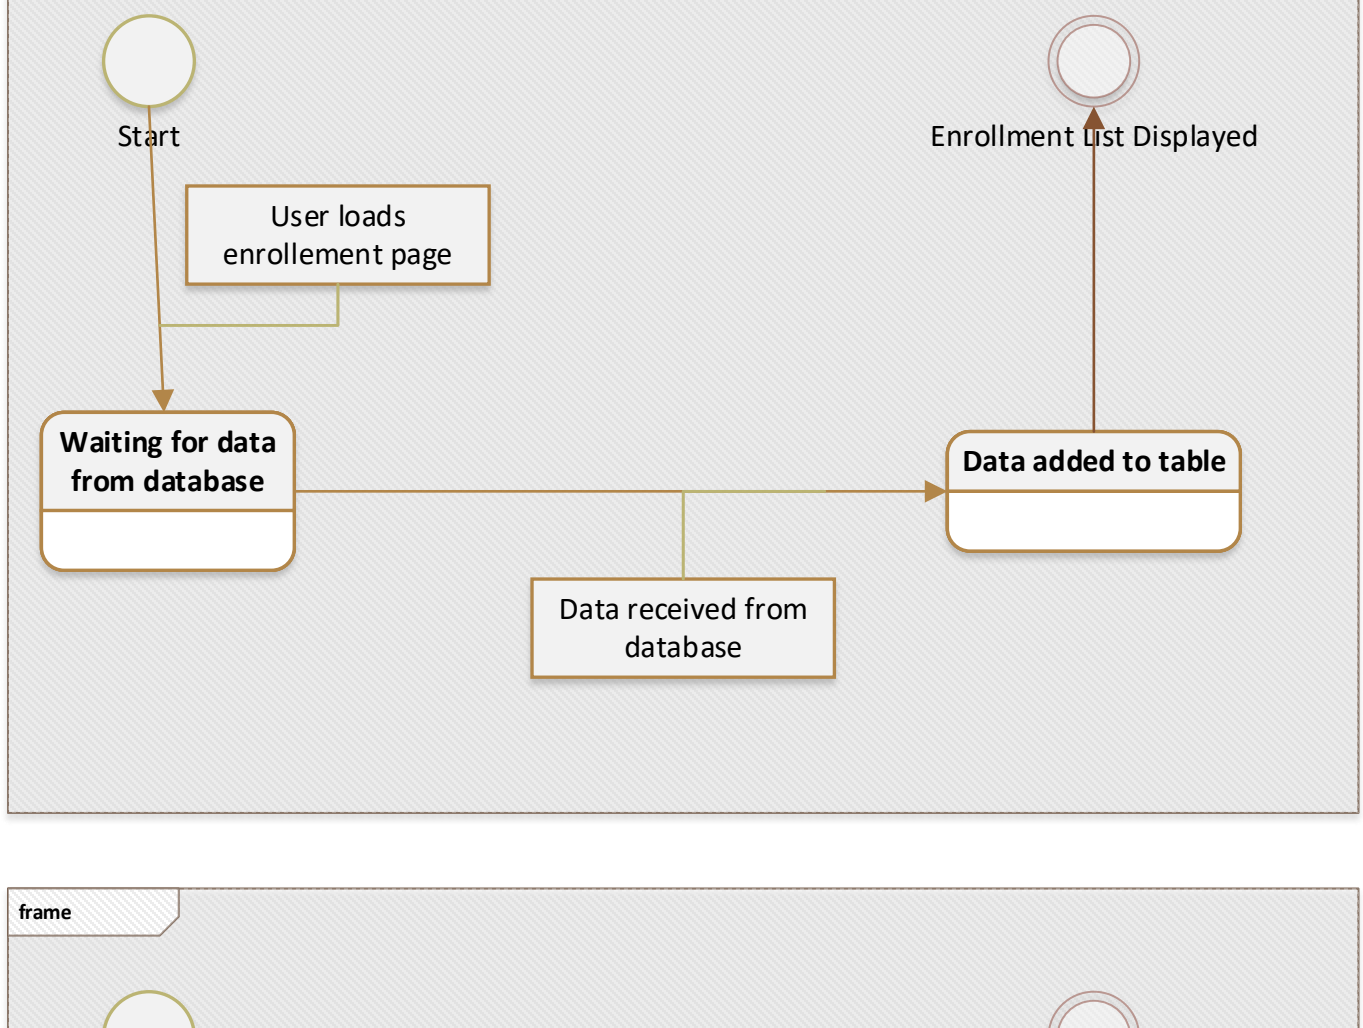 Start
Enrollment List Displayed
User loads
enrollement page
Waiting for data
from database
Data added to table
Data received from
database
frame